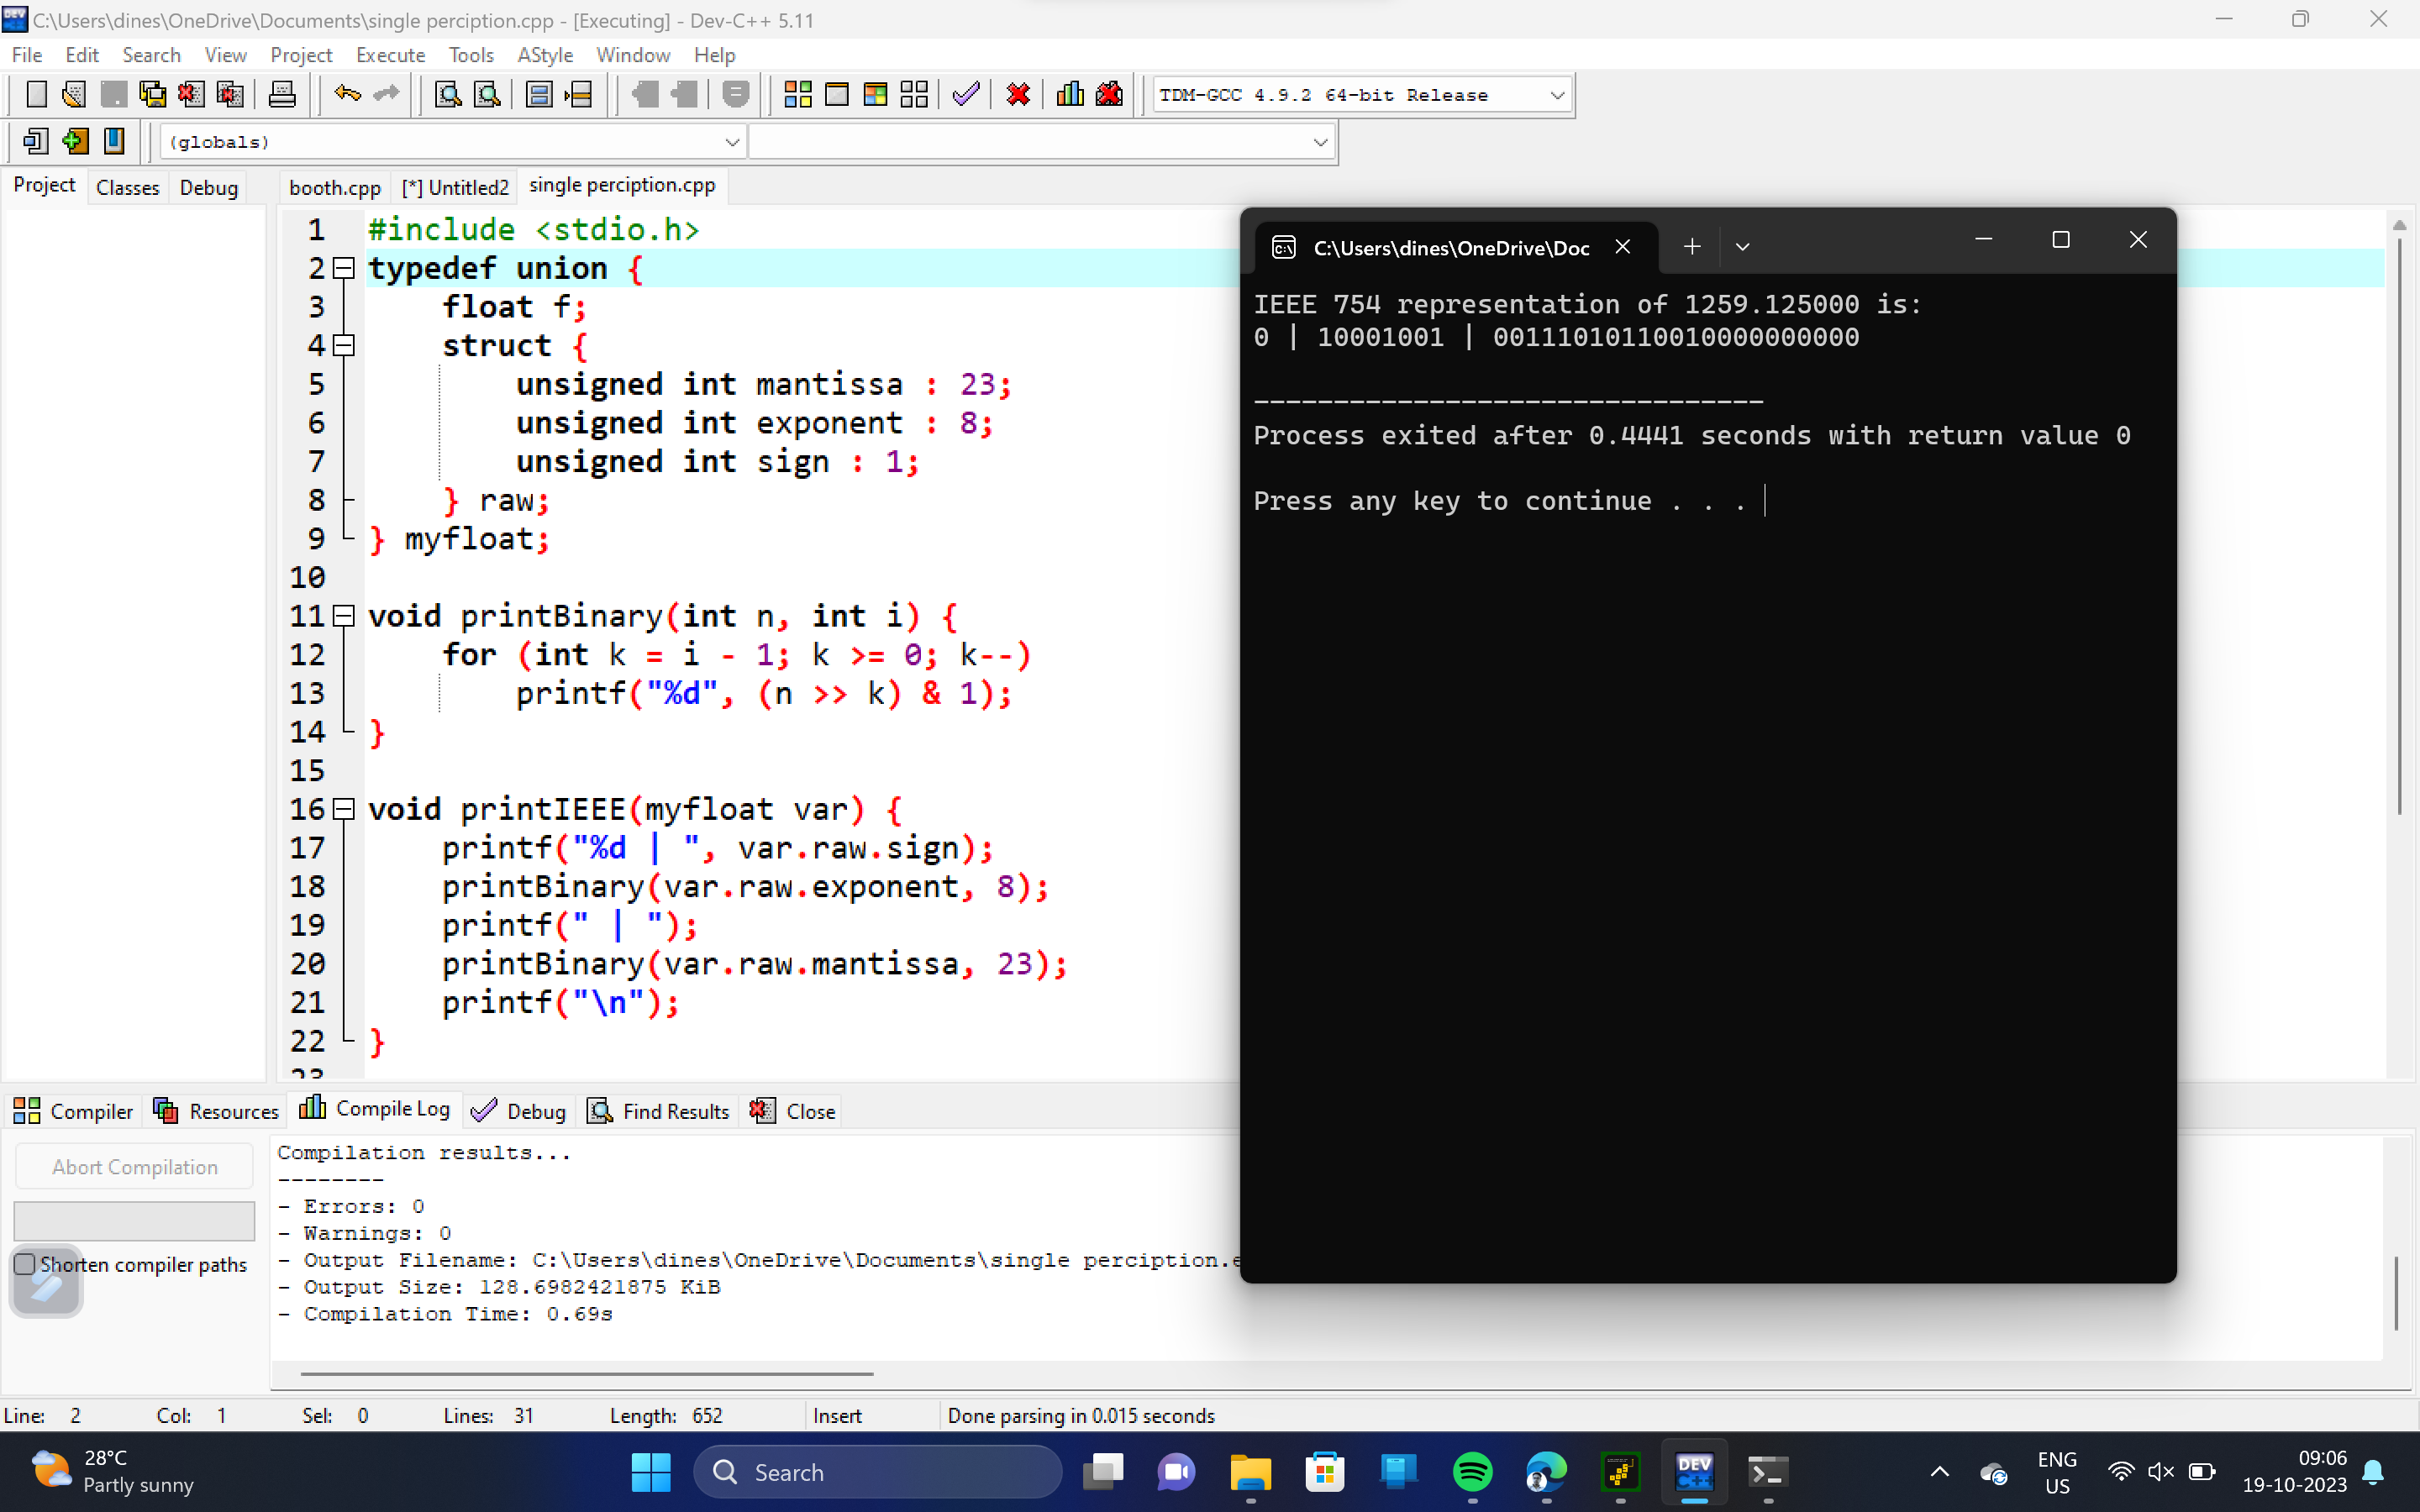 C:\Users\dines\OneDrive\Documents\single perciption.cpp - [Executing] - Dev-C++ 5.11
File Edit Search View Project Execute Tools AStyle Window Help
TDM-GCC 4.9.2 64-bit Release
(globals)
Project Classes Debug
booth.cpp [*] Untitled2 single perciption.cpp
1 #include <stdio.h>
2 typedef union {
3 float f;
4 struct {
5 unsigned int mantissa : 23;
6 unsigned int exponent : 8;
7 unsigned int sign : 1;
8 } raw;
9 } myfloat;
10
11 void printBinary(int n, int i) {
12 for (int k = i - 1; k >= 0; k--)
13 printf("%d", (n >> k) & 1);
14 }
15
16 void printIEEE(myfloat var) {
17 printf("%d | ", var.raw.sign);
18 printBinary(var.raw.exponent, 8);
19 printf(" | ");
20 printBinary(var.raw.mantissa, 23);
21 printf("\n");
22 }
23
C:\Users\dines\OneDrive\Doc
IEEE 754 representation of 1259.125000 is:
0 | 10001001 | 00111010110010000000000
--------------------------------
Process exited after 0.4441 seconds with return value 0
Press any key to continue . . .
Compiler Resources Compile Log Debug Find Results Close
Abort Compilation
Shorten compiler paths
Compilation results...
--------
- Errors: 0
- Warnings: 0
- Output Filename: C:\Users\dines\OneDrive\Documents\single perciption.e
- Output Size: 128.6982421875 KiB
- Compilation Time: 0.69s
Line: 2 Col: 1 Sel: 0 Lines: 31 Length: 652 Insert Done parsing in 0.015 seconds
28°C
Partly sunny
Search
DEV
C++
ENG
US
09:06
19-10-2023